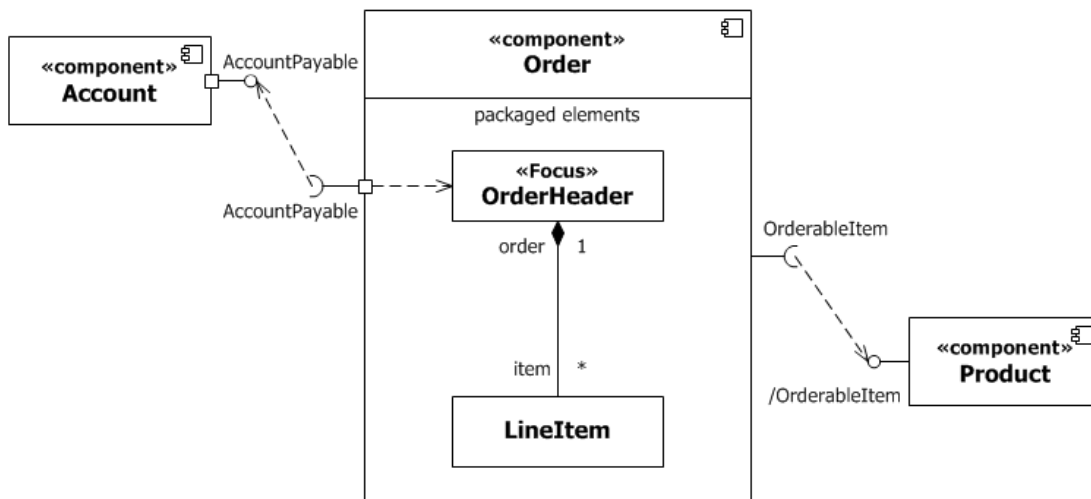 «component»
Account
AccountPayable
AccountPayable
«component»
Order
packaged elements
«Focus»
OrderHeader
order 1
item *
LineItem
OrderableItem
/OrderableItem
«component»
Product